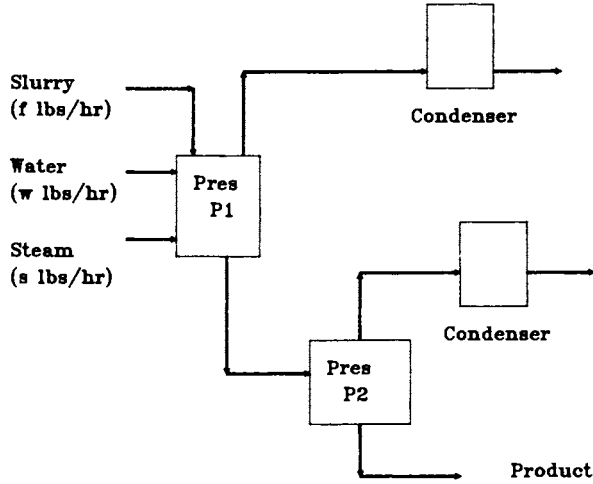 Slurry
(f lbs/hr)
Water
(w lbs/hr)
Steam
(s lbs/hr)
Pres
P1
Condenser
Pres
P2
Condenser
Product